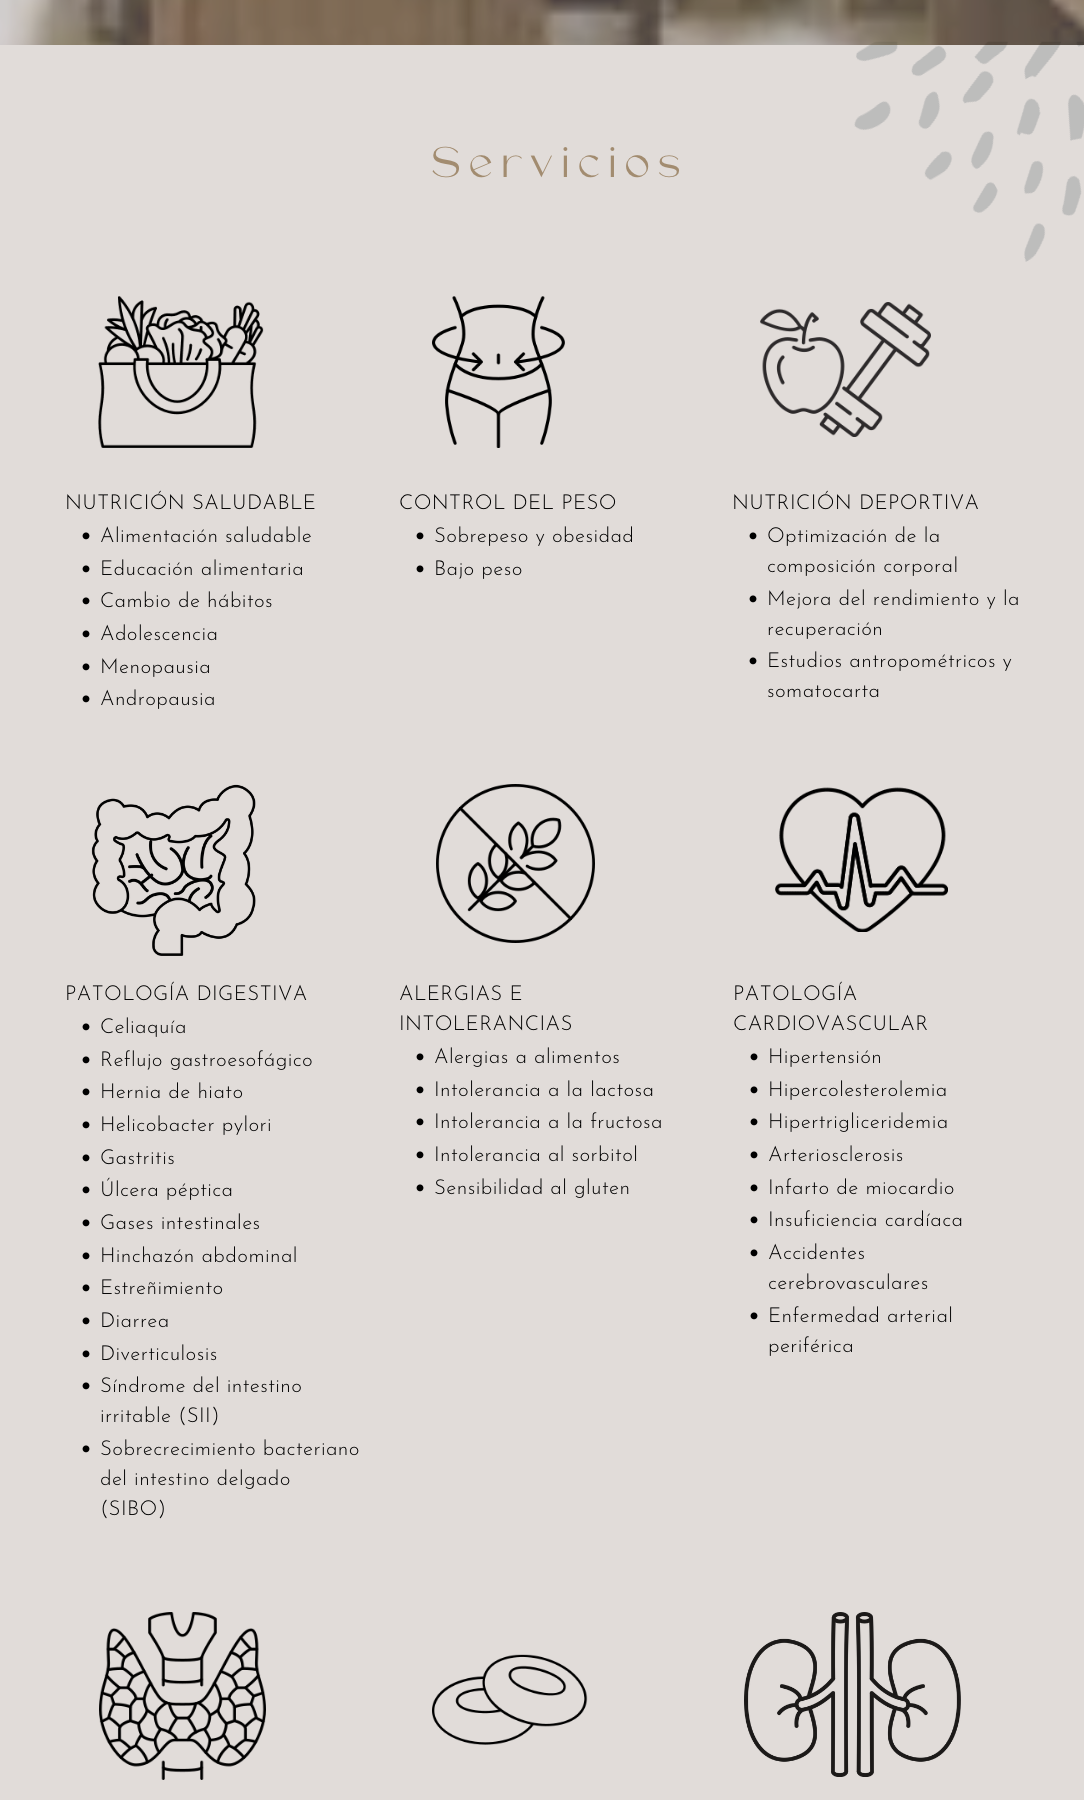 Servicios
NUTRICIÓN SALUDABLE
• Alimentación saludable
• Educación alimentaria
• Cambio de hábitos
• Adolescencia
• Menopausia
• Andropausia
CONTROL DEL PESO
• Sobrepeso y obesidad
• Bajo peso
NUTRICIÓN DEPORTIVA
• Optimización de la
composición corporal
• Mejora del rendimiento y la
recuperación
• Estudios antropométricos y
somatocarta
PATOLOGÍA DIGESTIVA
• Celiaquía
• Reflujo gastroesofágico
• Hernia de hiato
• Helicobacter pylori
• Gastritis
• Úlcera péptica
• Gases intestinales
• Hinchazón abdominal
• Estreñimiento
• Diarrea
• Diverticulosis
• Síndrome del intestino
irritable (SII)
• Sobrecrecimiento bacteriano
del intestino delgado
(SIBO)
ALERGIAS E
INTOLERANCIAS
• Alergias a alimentos
• Intolerancia a la lactosa
• Intolerancia a la fructosa
• Intolerancia al sorbitol
• Sensibilidad al gluten
PATOLOGÍA
CARDIOVASCULAR
• Hipertensión
• Hipercolesterolemia
• Hipertrigliceridemia
• Arteriosclerosis
• Infarto de miocardio
• Insuficiencia cardíaca
• Accidentes
cerebrovasculares
• Enfermedad arterial
periférica